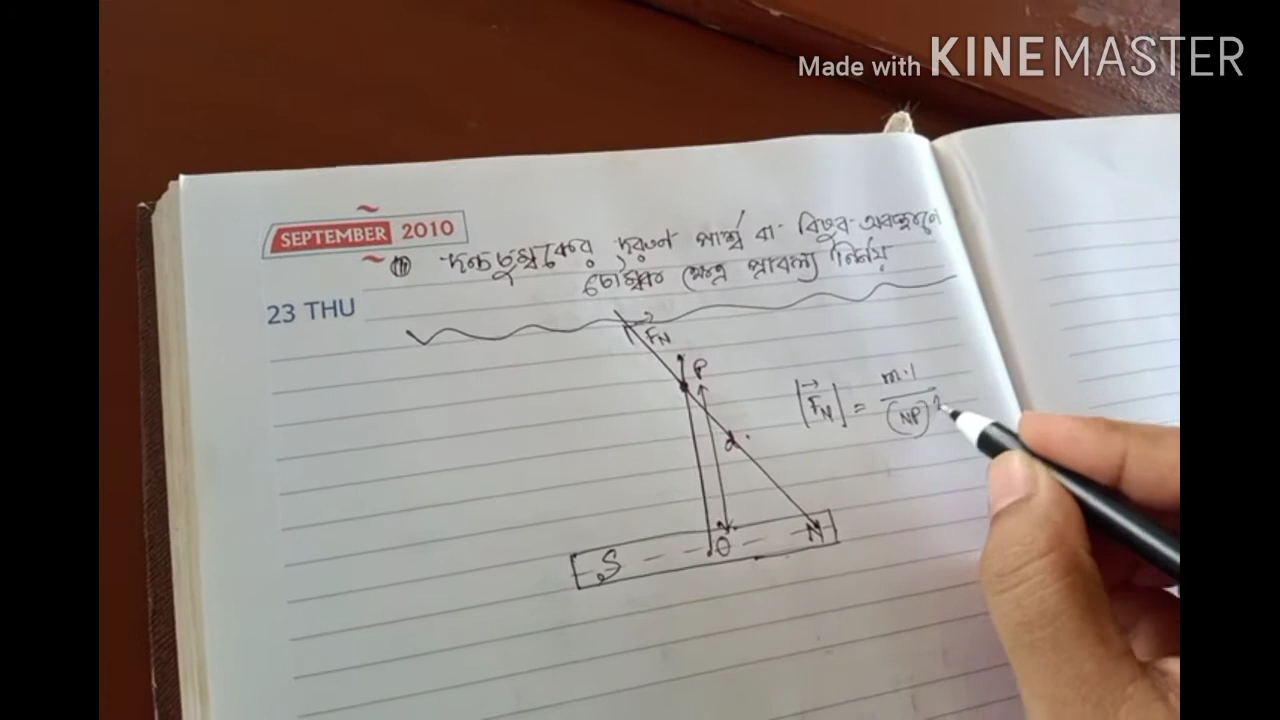 Made with KINEMASTER
SEPTEMBER 2010
(iii) দন্ডচুম্বকের দরুণ পার্শ্ব বা বিষুব অবস্থানে
চৌম্বক ক্ষেত্র প্রাবল্য নির্ণয়
23 THU
F_N
P
|F_N| = m.1 / (NP)^2
d
S O N